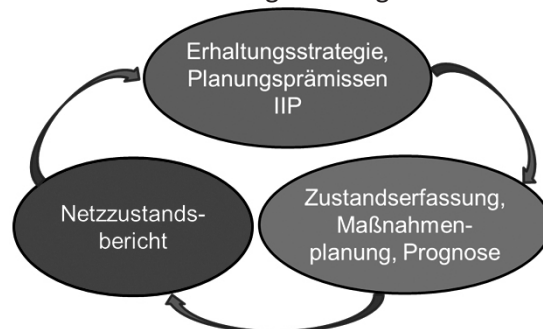 Erhaltungsstrategie,
Planungsprämissen
IIP
Zustandserfassung,
Maßnahmen-
planung, Prognose
Netzzustands-
bericht